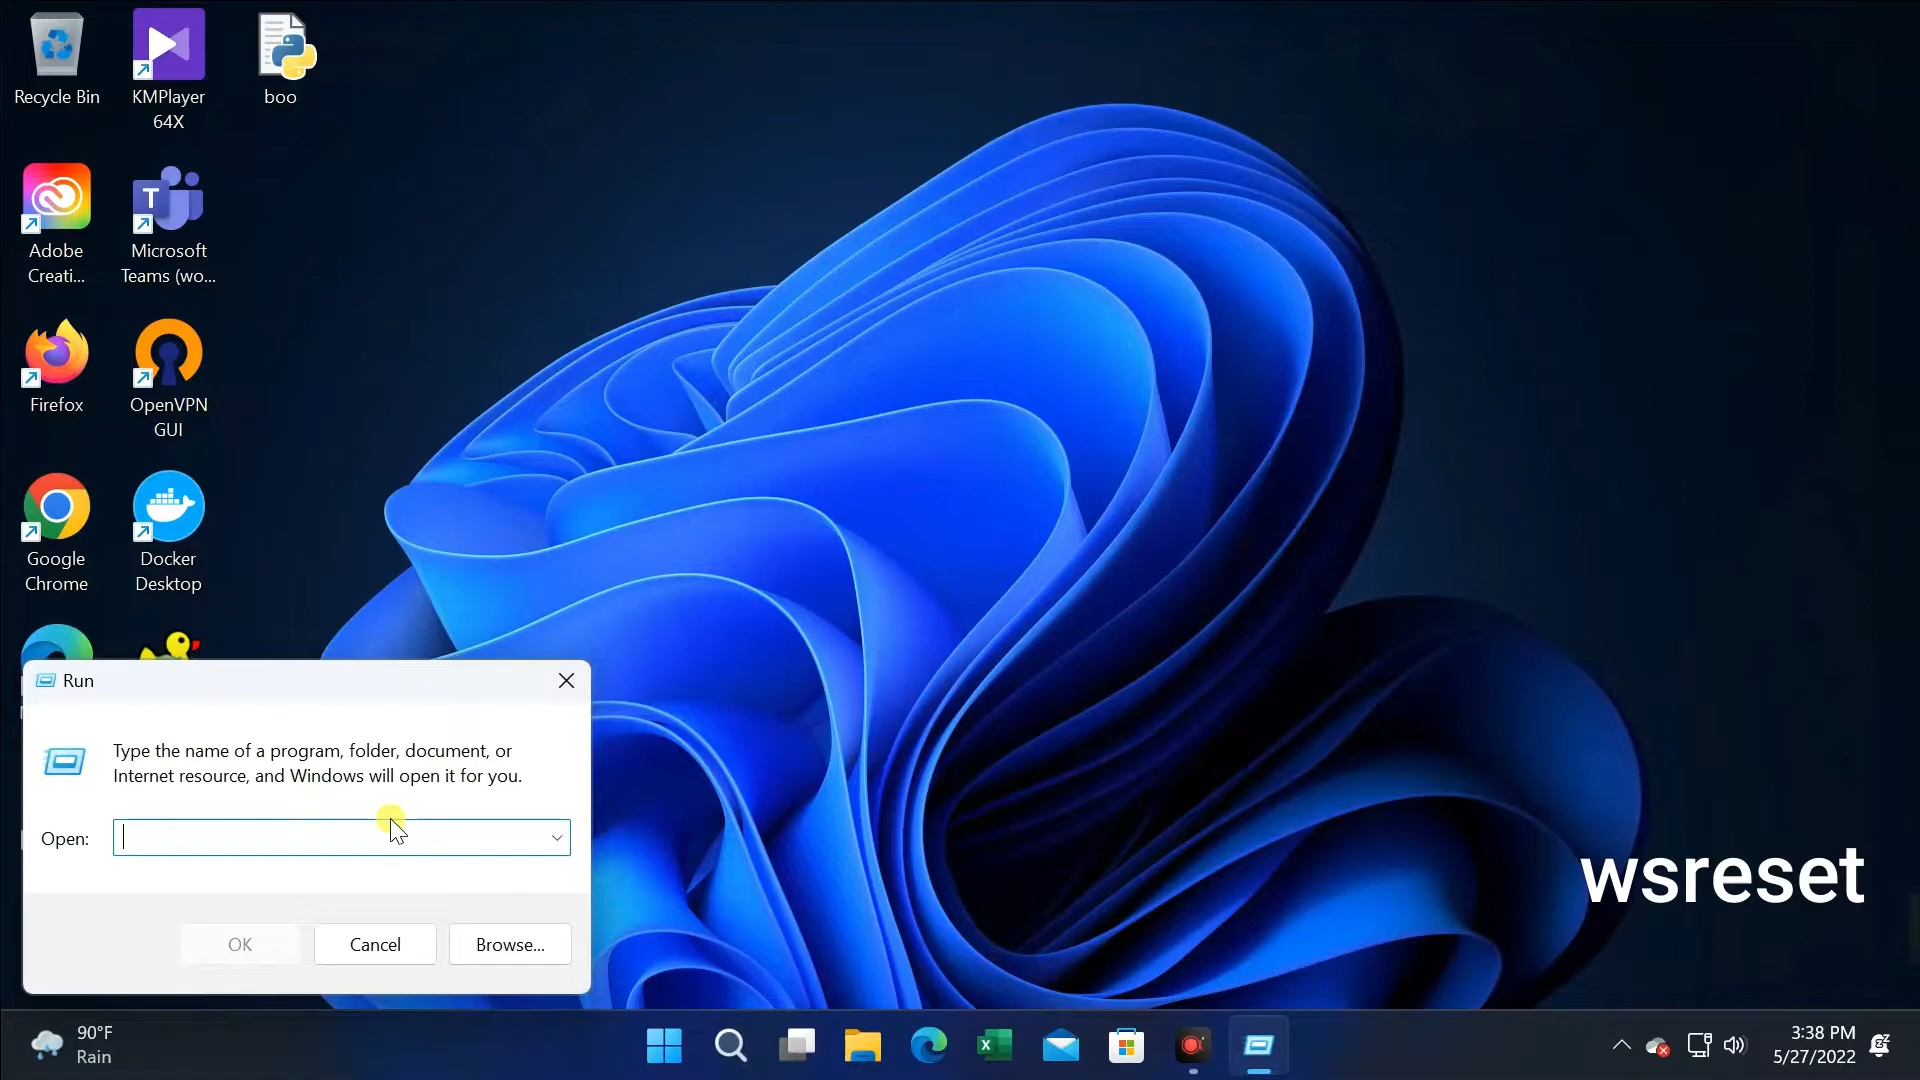 Recycle Bin
KMPlayer
64X
boo
Adobe
Creati...
Microsoft
Teams (wo...
Firefox
OpenVPN
GUI
Google
Chrome
Docker
Desktop
Run
Type the name of a program, folder, document, or
Internet resource, and Windows will open it for you.
Open:
OK
Cancel
Browse...
wsreset
90°F
Rain
3:38 PM
5/27/2022